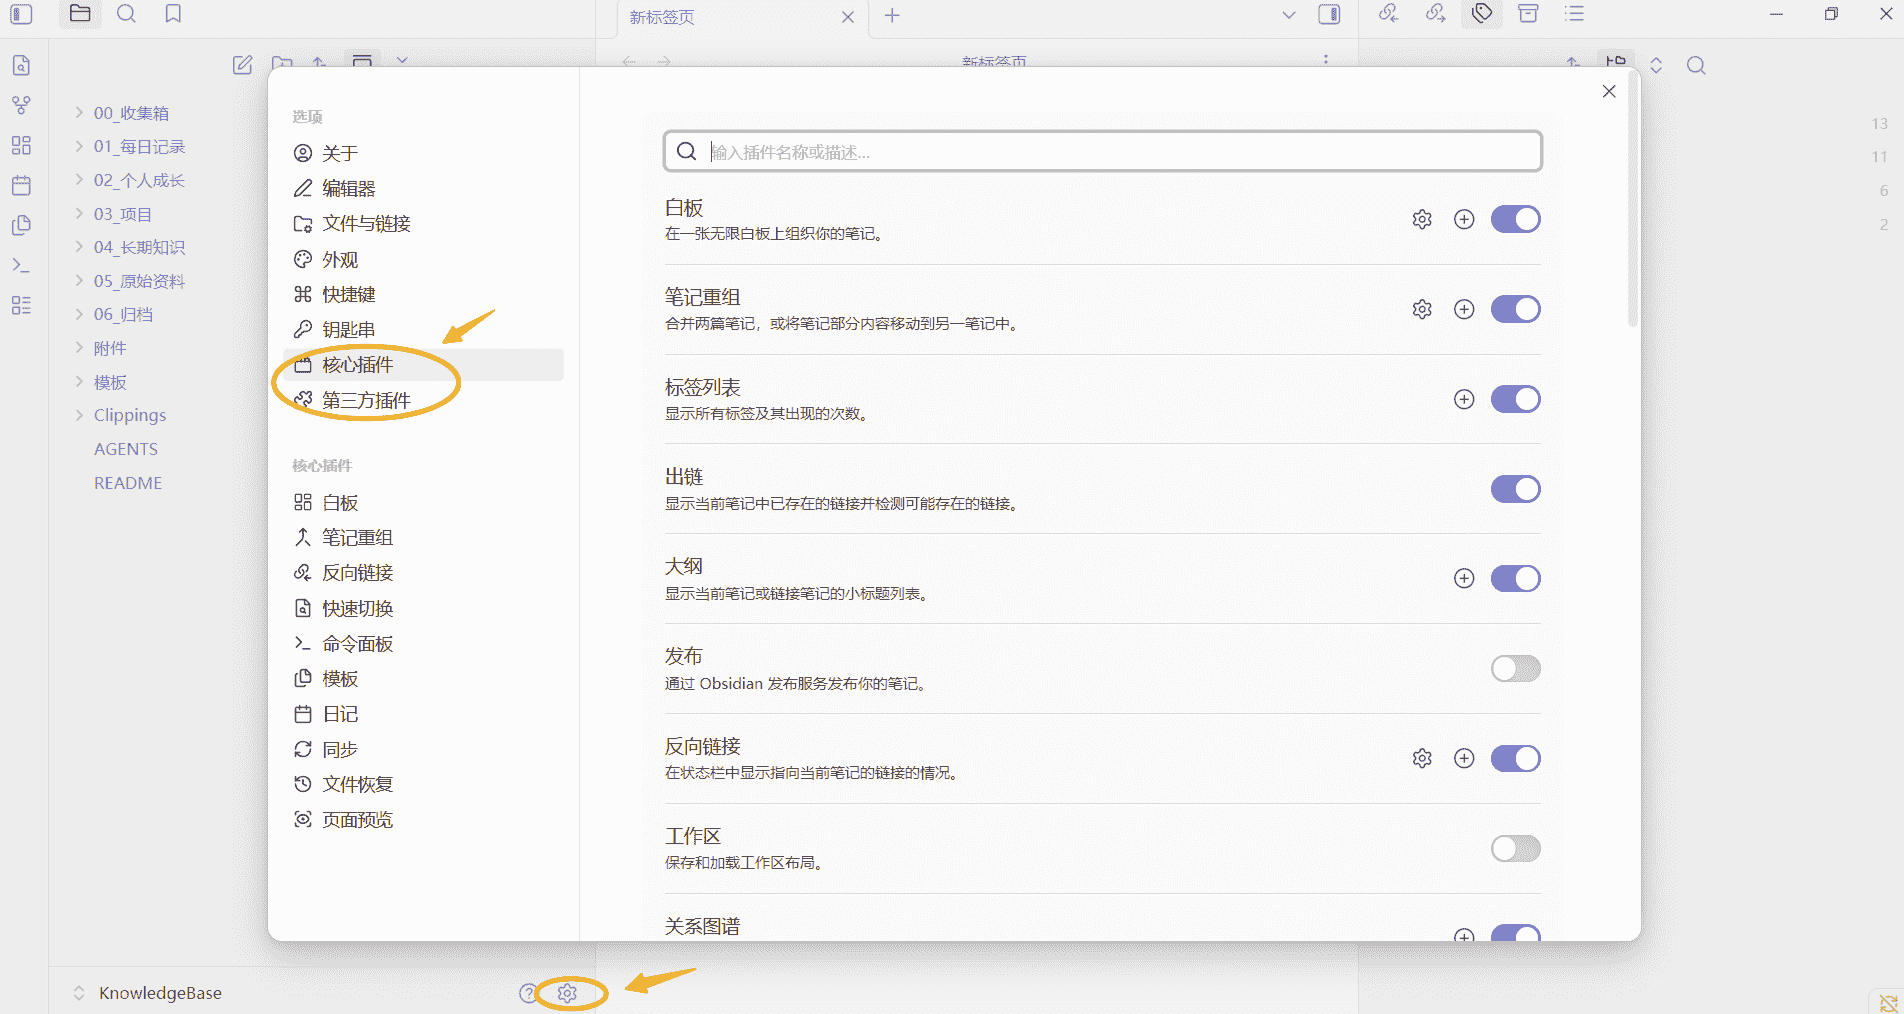 新标签页
新标签页
00_收集箱
01_每日记录
02_个人成长
03_项目
04_长期知识
05_原始资料
06_归档
附件
模板
Clippings
AGENTS
README
KnowledgeBase
选项
关于
编辑器
文件与链接
外观
快捷键
钥匙串
核心插件
第三方插件
核心插件
白板
笔记重组
反向链接
快速切换
命令面板
模板
日记
同步
文件恢复
页面预览
输入插件名称或描述...
白板
在一张无限白板上组织你的笔记。
笔记重组
合并两篇笔记，或将笔记部分内容移动到另一笔记中。
标签列表
显示所有标签及其出现的次数。
出链
显示当前笔记中已存在的链接并检测可能存在的链接。
大纲
显示当前笔记或链接笔记的小标题列表。
发布
通过 Obsidian 发布服务发布你的笔记。
反向链接
在状态栏中显示指向当前笔记的链接的情况。
工作区
保存和加载工作区布局。
关系图谱
13
11
6
2